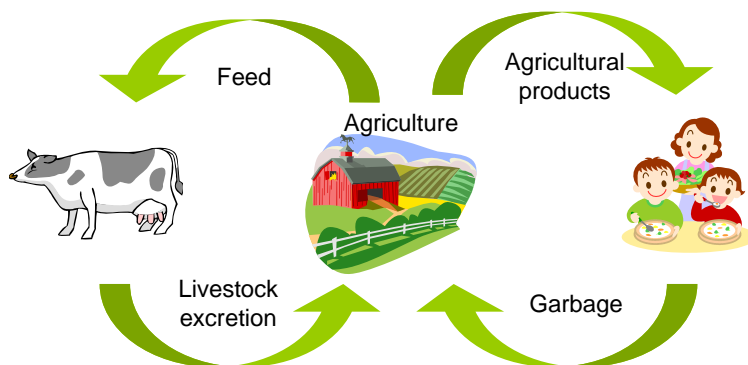 Feed
Agricultural
products
Agriculture
Livestock
excretion
Garbage